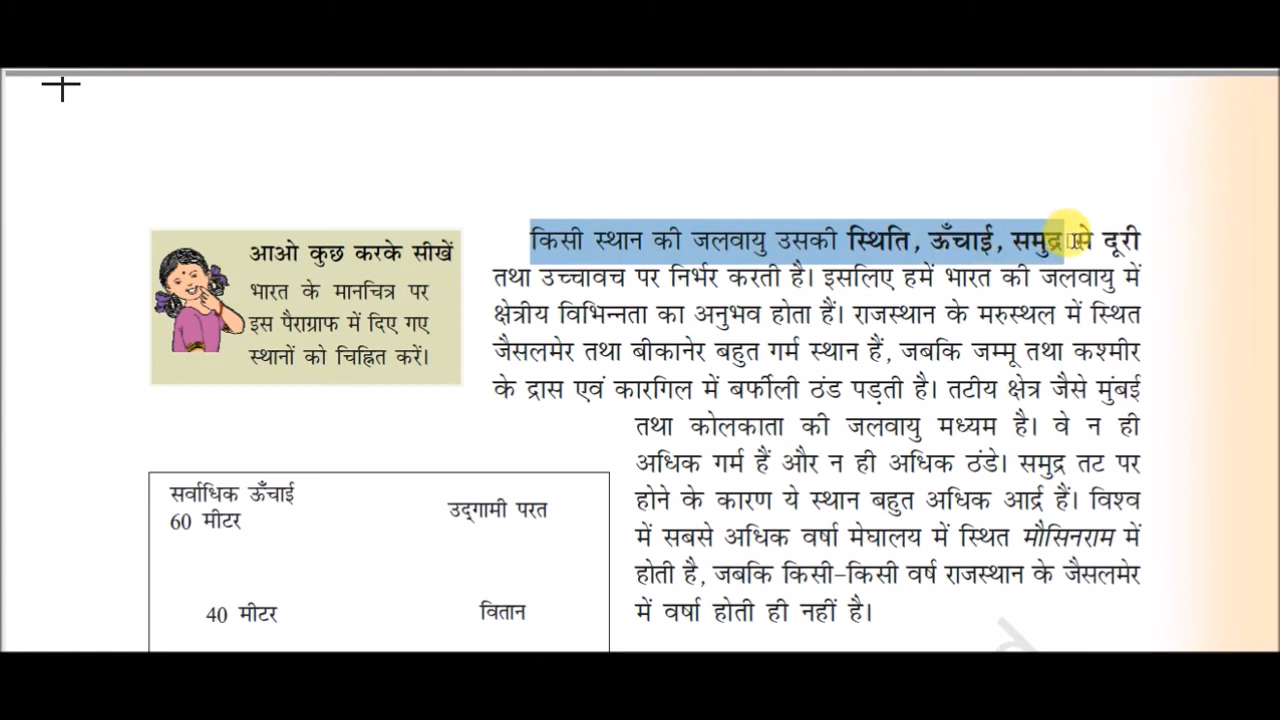 आओ कुछ करके सीखें
भारत के मानचित्र पर
इस पैराग्राफ में दिए गए
स्थानों को चिह्नित करें।
किसी स्थान की जलवायु उसकी स्थिति, ऊँचाई, समुद्र से दूरी
तथा उच्चावच पर निर्भर करती है। इसलिए हमें भारत की जलवायु में
क्षेत्रीय विभिन्नता का अनुभव होता हैं। राजस्थान के मरुस्थल में स्थित
जैसलमेर तथा बीकानेर बहुत गर्म स्थान हैं, जबकि जम्मू तथा कश्मीर
के द्रास एवं कारगिल में बर्फीली ठंड पड़ती है। तटीय क्षेत्र जैसे मुंबई
तथा कोलकाता की जलवायु मध्यम है। वे न ही
अधिक गर्म हैं और न ही अधिक ठंडे। समुद्र तट पर
होने के कारण ये स्थान बहुत अधिक आर्द्र हैं। विश्व
में सबसे अधिक वर्षा मेघालय में स्थित मौसिनराम में
होती है, जबकि किसी-किसी वर्ष राजस्थान के जैसलमेर
में वर्षा होती ही नहीं है।
सर्वाधिक ऊँचाई
60 मीटर
उद्गामी परत
40 मीटर
वितान